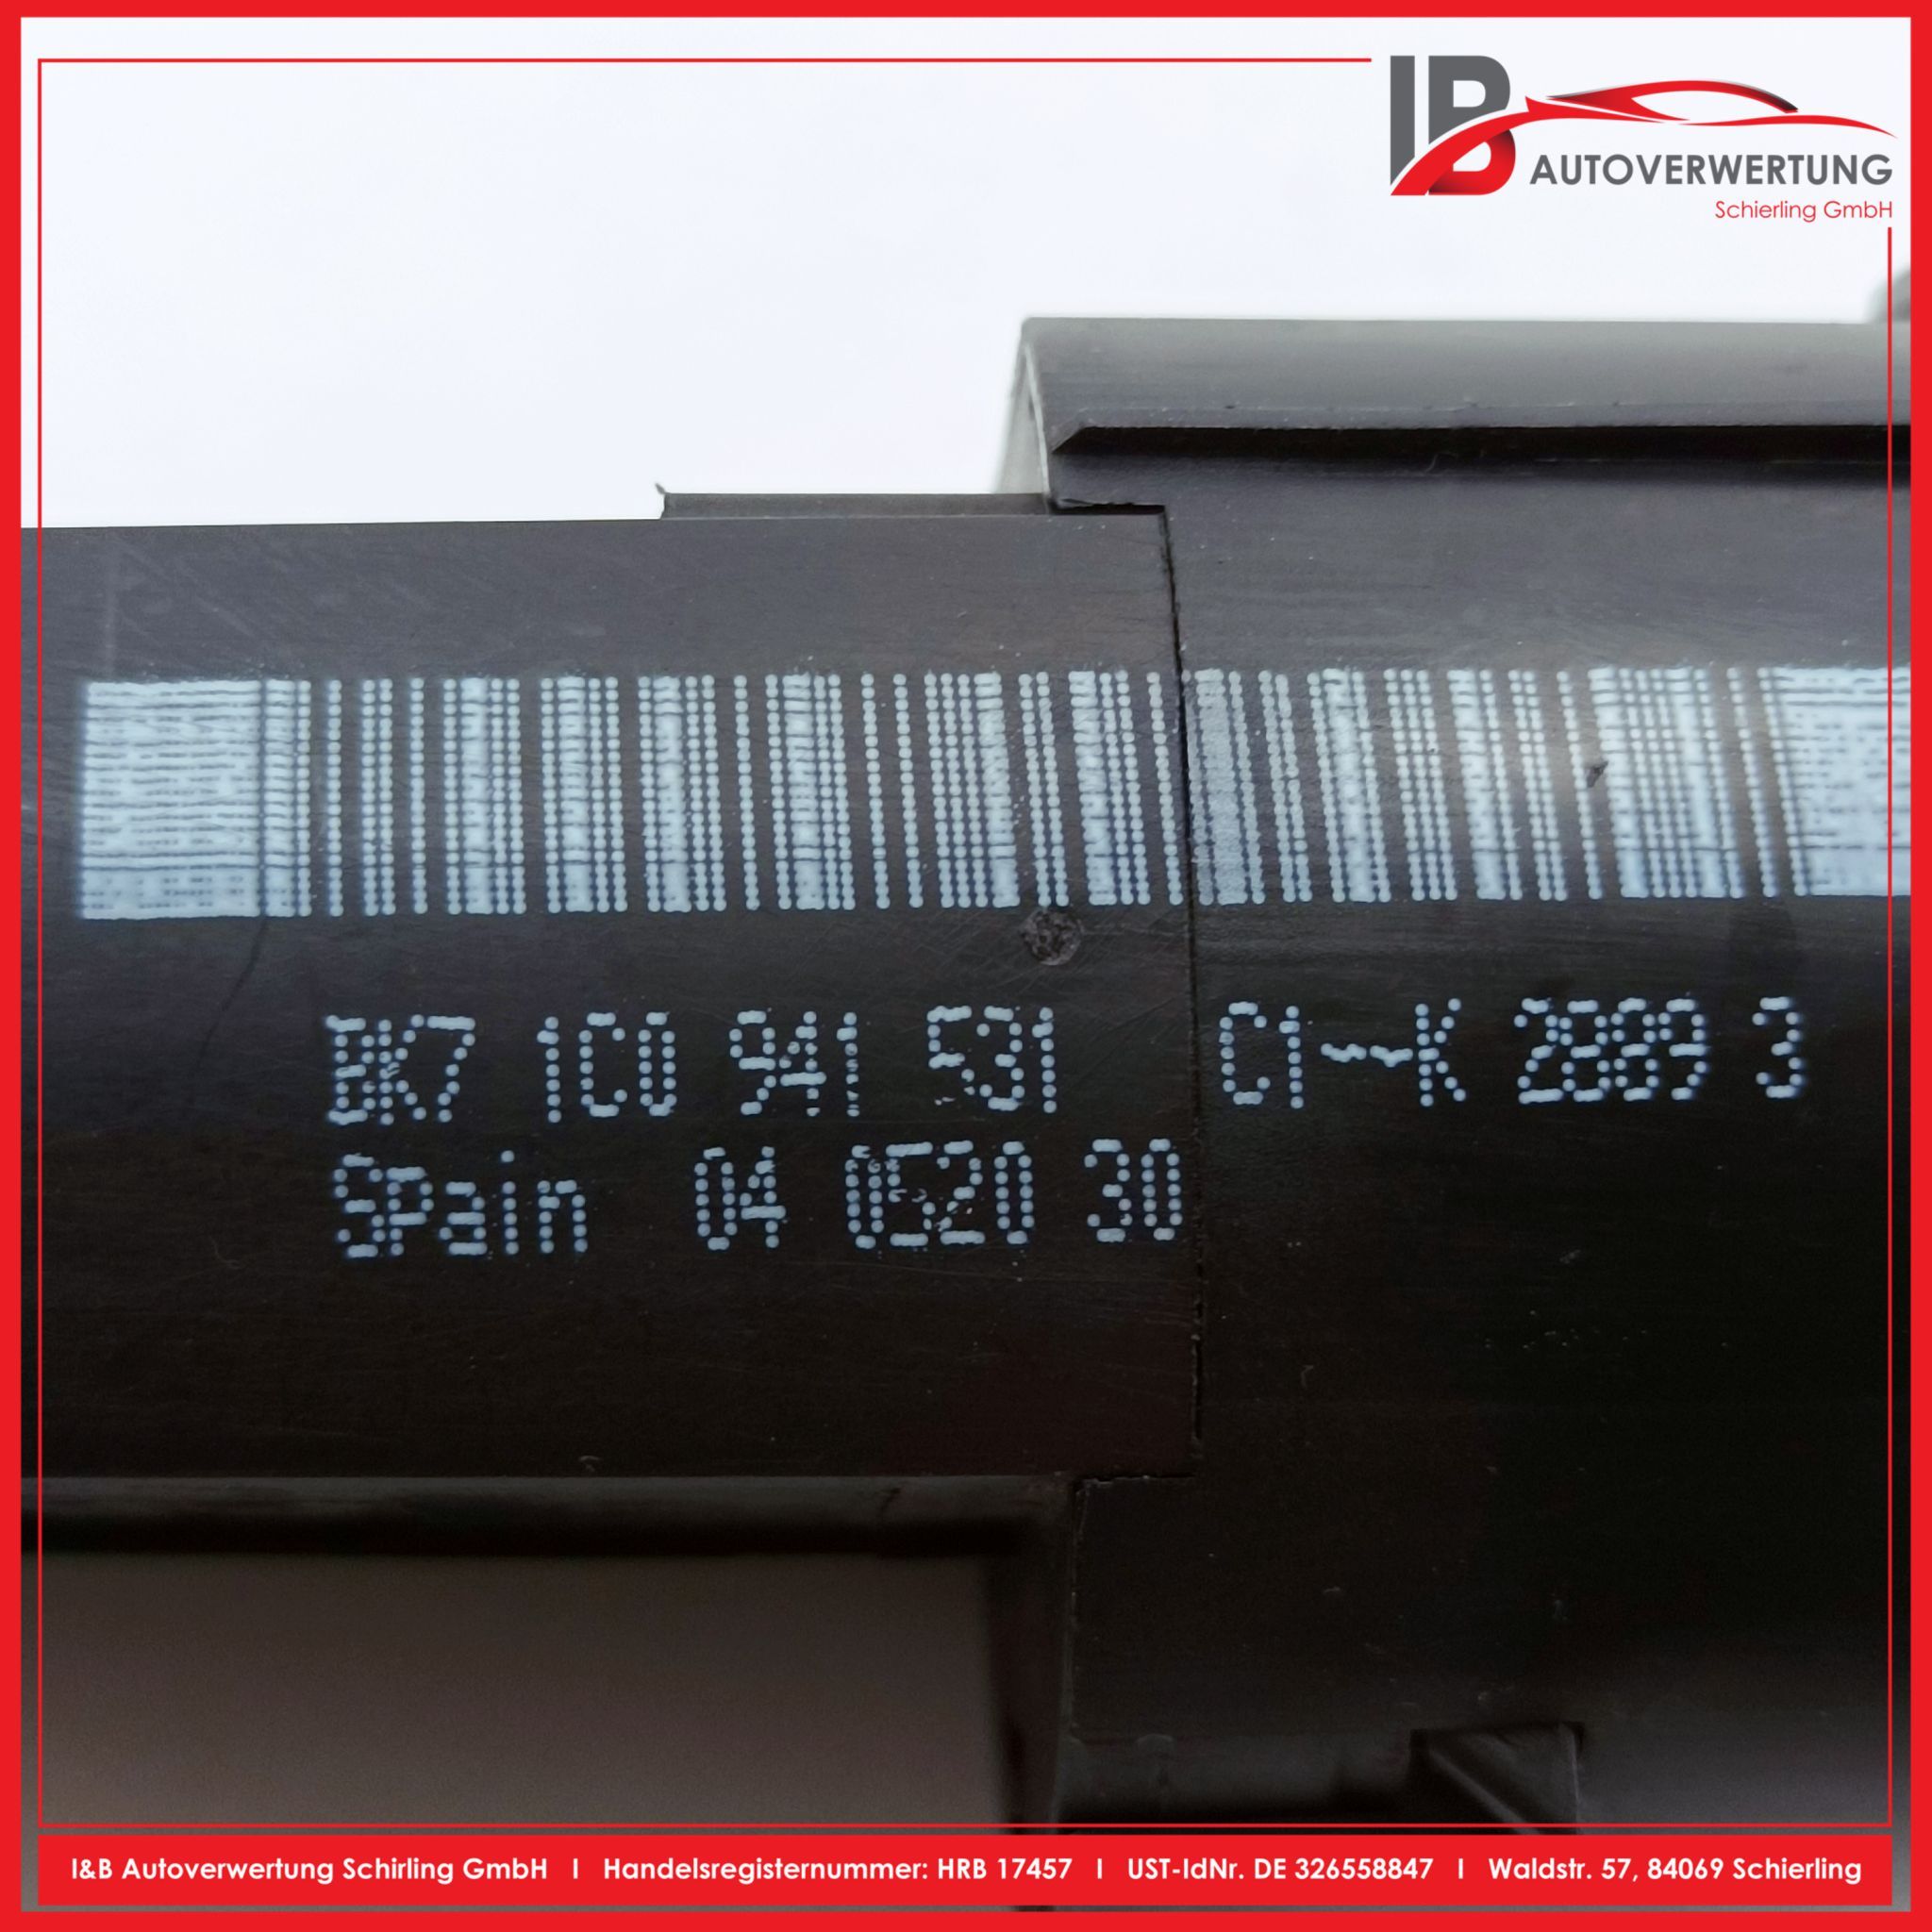 IB AUTOVERWERTUNG
Schierling GmbH
BK7 1C0 941 531 C1~~K 2889 3
Spain 04 0520 30
I&B Autoverwertung Schirling GmbH I Handelsregisternummer: HRB 17457 I UST-IdNr. DE 326558847 I Waldstr. 57, 84069 Schierling